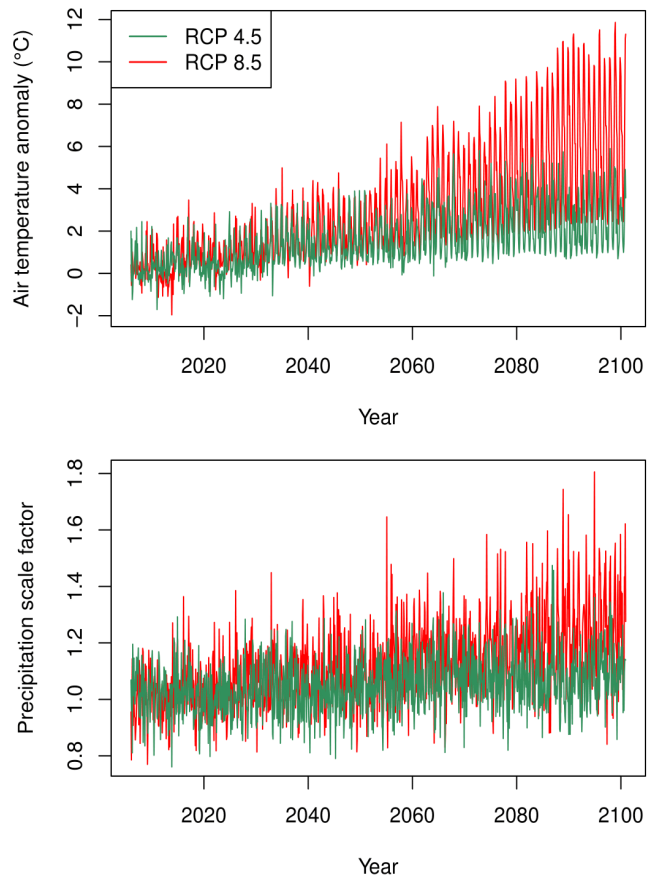 RCP 4.5
RCP 8.5
Air temperature anomaly (°C)
12
10
8
6
4
2
0
−2
2020 2040 2060 2080 2100
Year
Precipitation scale factor
1.8
1.6
1.4
1.2
1.0
0.8
2020 2040 2060 2080 2100
Year